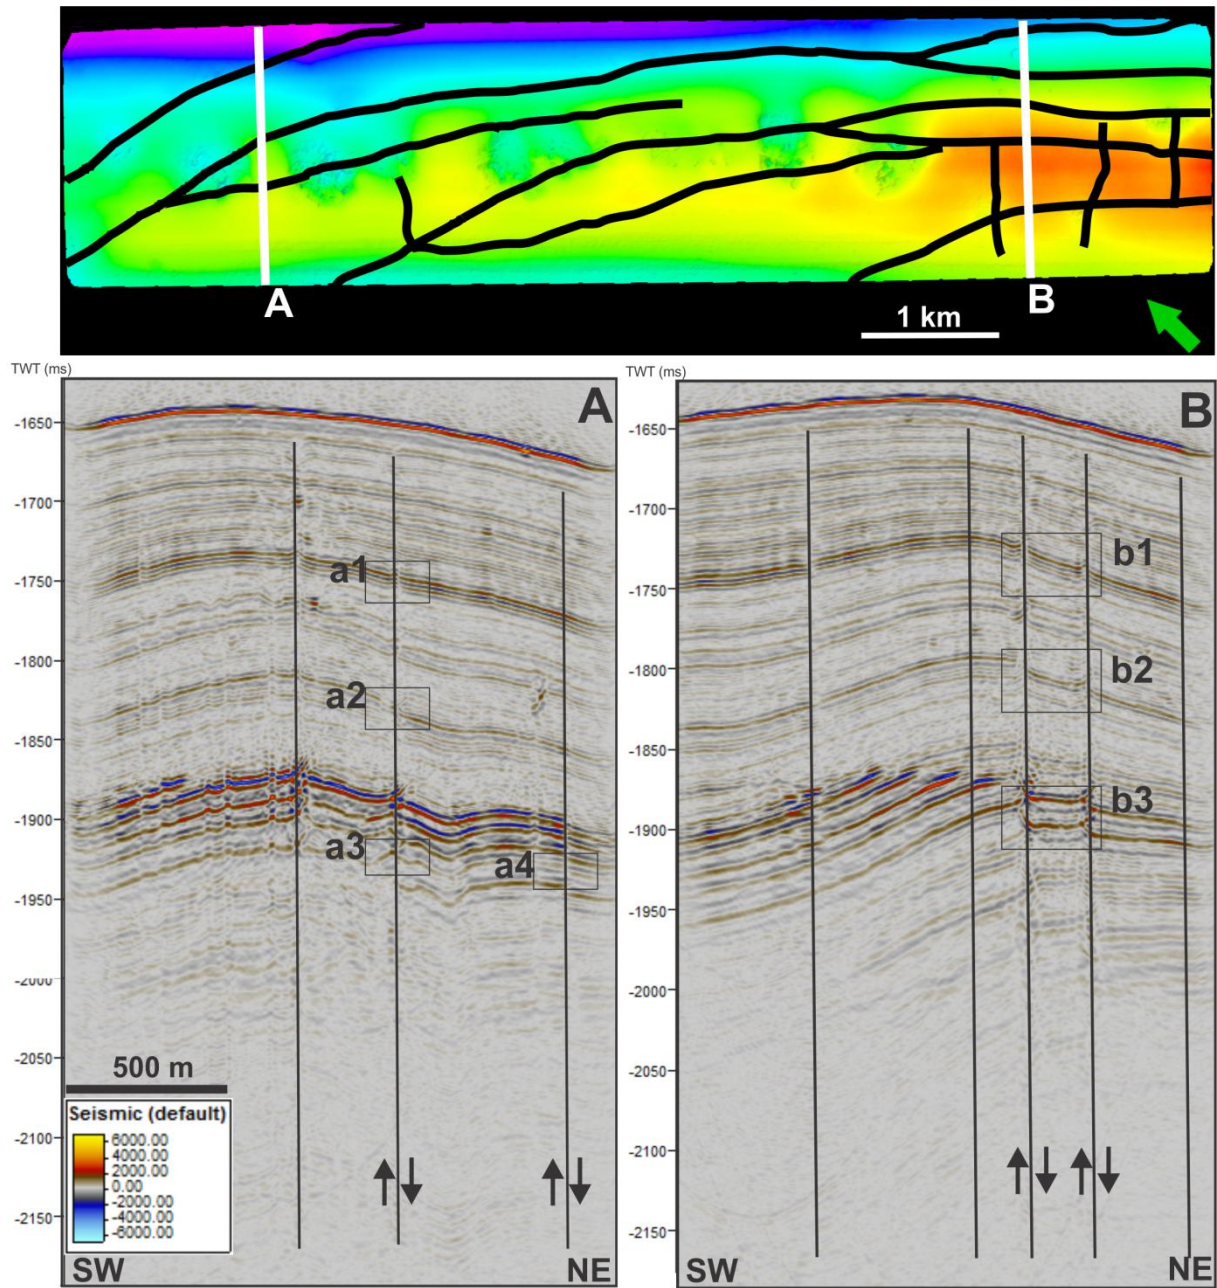 A
B
1 km
TWT (ms)
TWT (ms)
A
-1650
-1700
-1750
-1800
-1850
-1900
-1950
-2000
-2050
-2100
-2150
a1
a2
a3
a4
500 m
Seismic (default)
6000.00
4000.00
2000.00
0.00
-2000.00
-4000.00
-6000.00
SW
NE
B
-1650
-1700
-1750
-1800
-1850
-1900
-1950
-2000
-2050
-2100
-2150
b1
b2
b3
SW
NE